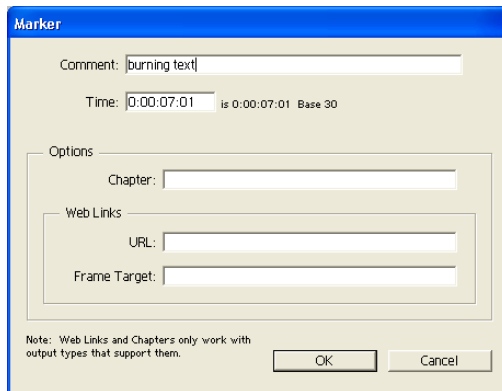 Marker
Comment: burning text
Time: 0:00:07:01 is 0:00:07:01 Base 30
Options
Chapter:
Web Links
URL:
Frame Target:
Note: Web Links and Chapters only work with
output types that support them.
OK Cancel